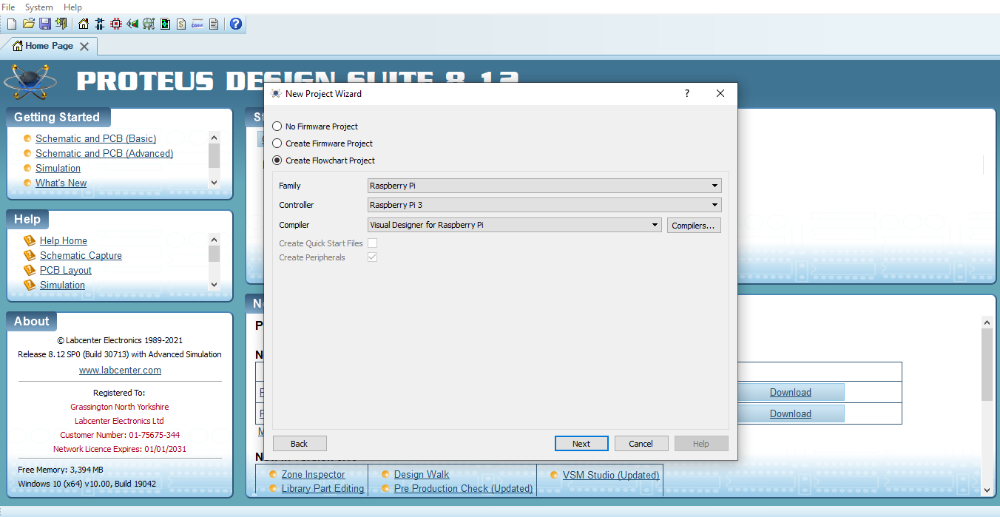 File System Help
Home Page
PROTEUS DESIGN SUITE 8.12
Getting Started
Schematic and PCB (Basic)
Schematic and PCB (Advanced)
Simulation
What's New
Help
Help Home
Schematic Capture
PCB Layout
Simulation
About
© Labcenter Electronics 1989-2021
Release 8.12 SP0 (Build 30713) with Advanced Simulation
www.labcenter.com
Registered To:
Grassington North Yorkshire
Labcenter Electronics Ltd
Customer Number: 01-75675-344
Network Licence Expires: 01/01/2031
Free Memory: 3,394 MB
Windows 10 (x64) v10.00, Build 19042
New Project Wizard
?
No Firmware Project
Create Firmware Project
Create Flowchart Project
Family Raspberry Pi
Controller Raspberry Pi 3
Compiler Visual Designer for Raspberry Pi Compilers...
Create Quick Start Files
Create Peripherals
Back Next Cancel Help
Download
Download
Zone Inspector Design Walk VSM Studio (Updated)
Library Part Editing Pre Production Check (Updated)